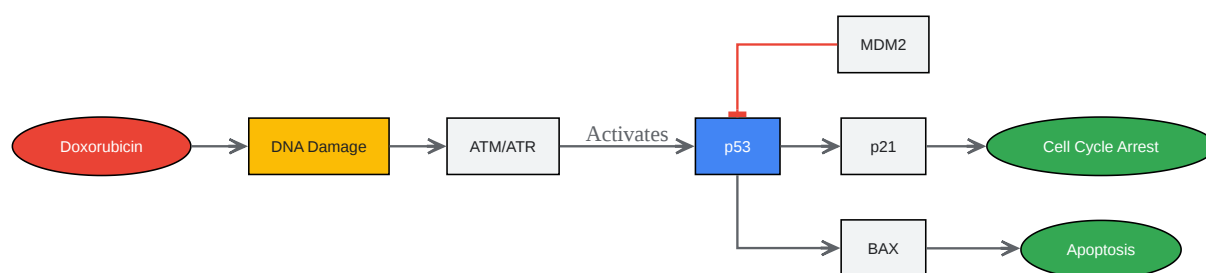 MDM2
Doxorubicin
DNA Damage
ATM/ATR
Activates
p53
p21
Cell Cycle Arrest
BAX
Apoptosis